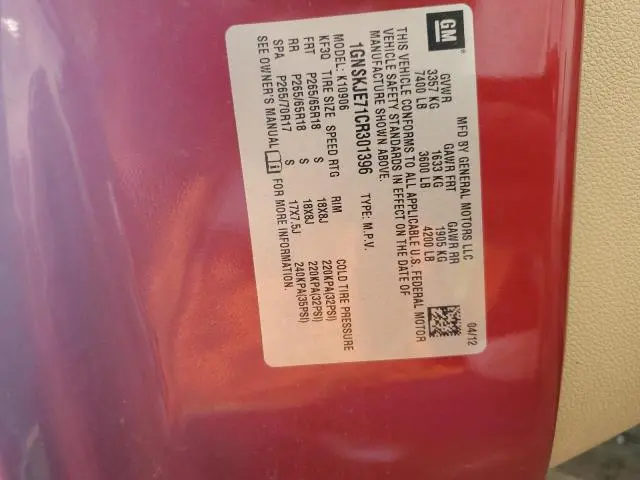 GM
MFD BY GENERAL MOTORS LLC
04/12
GVWR GAWR FRT GAWR RR
3357 KG 1633 KG 1905 KG
7400 LB 3600 LB 4200 LB
THIS VEHICLE CONFORMS TO ALL APPLICABLE U.S. FEDERAL MOTOR
VEHICLE SAFETY STANDARDS IN EFFECT ON THE DATE OF
MANUFACTURE SHOWN ABOVE.
1GNSKJE71CR301396 TYPE: M.P.V.
MODEL: K10906
KF3Q TIRE SIZE SPEED RTG RIM COLD TIRE PRESSURE
FRT P265/65R18 S 18X8J 220KPA(32PSI)
RR P265/65R18 S 18X8J 220KPA(32PSI)
SPA P265/70R17 S 17X7.5J 240KPA(35PSI)
SEE OWNER'S MANUAL FOR MORE INFORMATION.